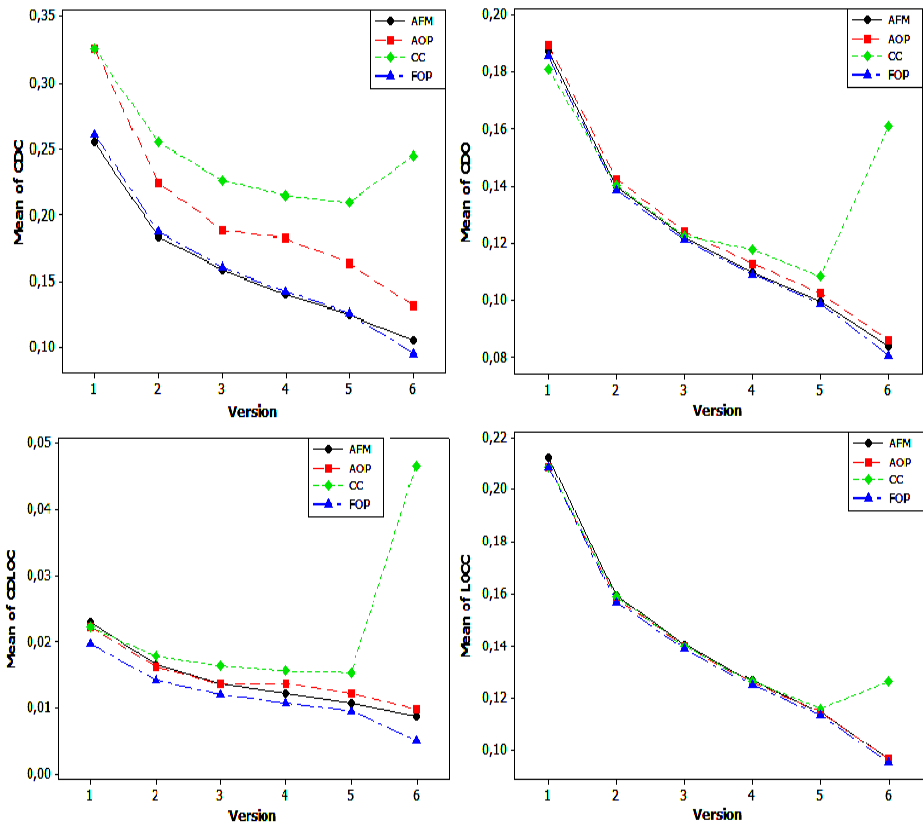 0,35
0,30
0,25
0,20
0,15
0,10
Mean of CDC
AFM
AOP
CC
FOP
1 2 3 4 5 6
Version
0,20
0,18
0,16
0,14
0,12
0,10
0,08
Mean of CDO
AFM
AOP
CC
FOP
1 2 3 4 5 6
Version
0,05
0,04
0,03
0,02
0,01
0,00
Mean of CDLOC
AFM
AOP
CC
FOP
1 2 3 4 5 6
Version
0,22
0,20
0,18
0,16
0,14
0,12
0,10
Mean of LOCC
AFM
AOP
CC
FOP
1 2 3 4 5 6
Version